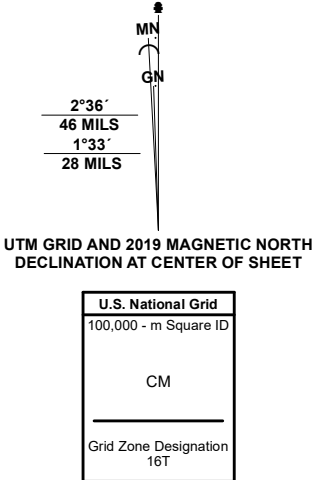 MN
GN
2°36´
46 MILS
1°33´
28 MILS
UTM GRID AND 2019 MAGNETIC NORTH
DECLINATION AT CENTER OF SHEET
U.S. National Grid
100,000 - m Square ID
CM
Grid Zone Designation
16T